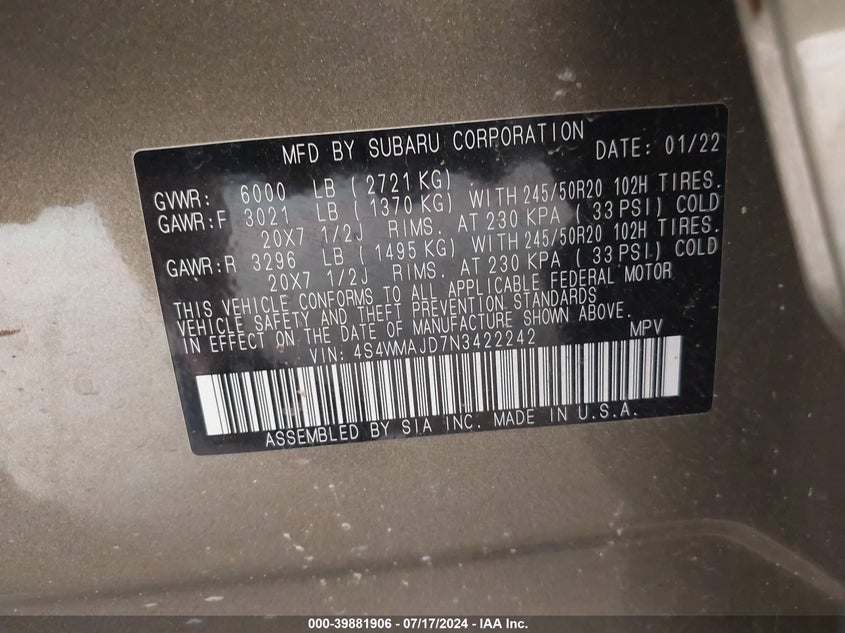 MFD BY SUBARU CORPORATION DATE: 01/22
GVWR: 6000 LB ( 2721 KG)
GAWR:F 3021 LB ( 1370 KG) WITH 245/50R20 102H TIRES.
20X7 1/2J RIMS. AT 230 KPA ( 33 PSI) COLD
GAWR:R 3296 LB ( 1495 KG) WITH 245/50R20 102H TIRES.
20X7 1/2J RIMS. AT 230 KPA ( 33 PSI) COLD
THIS VEHICLE CONFORMS TO ALL APPLICABLE FEDERAL MOTOR
VEHICLE SAFETY AND THEFT PREVENTION STANDARDS
IN EFFECT ON THE DATE OF MANUFACTURE SHOWN ABOVE.
VIN: 4S4WMAJD7N3422242 MPV
ASSEMBLED BY SIA INC. MADE IN U.S.A.
000-39881906 - 07/17/2024 - IAA Inc.